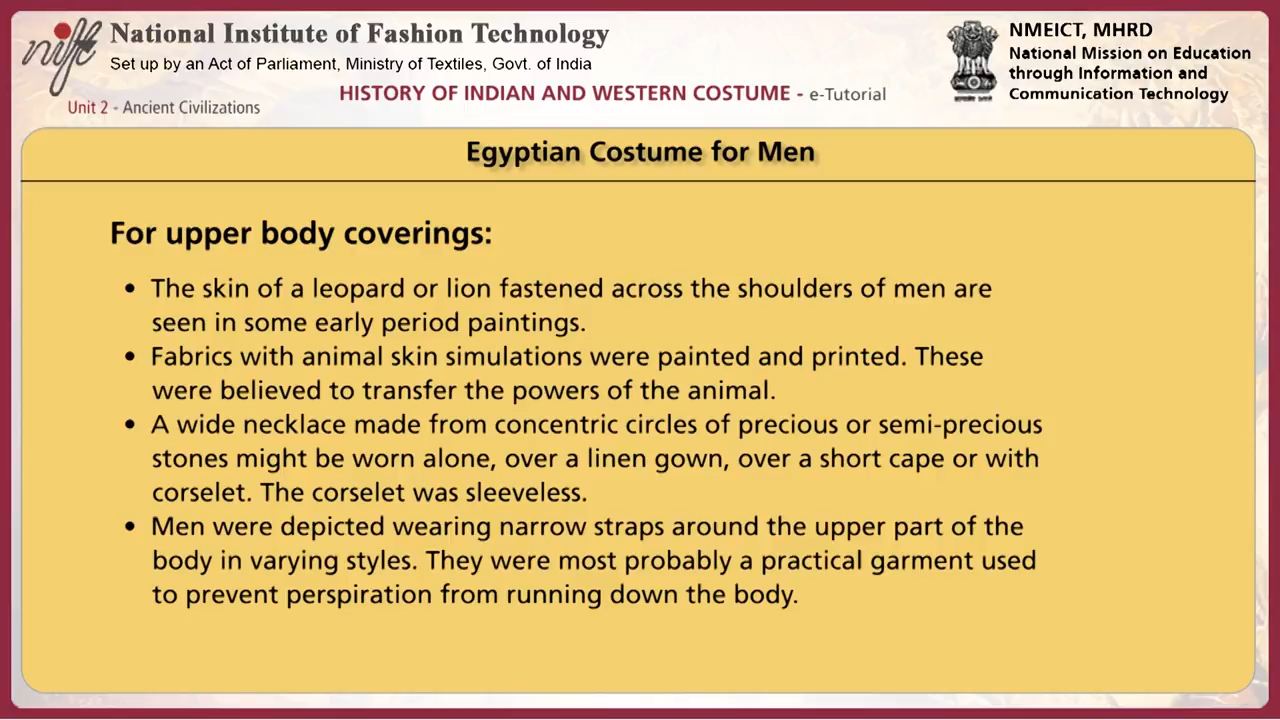 nift
National Institute of Fashion Technology
Set up by an Act of Parliament, Ministry of Textiles, Govt. of India
NMEICT, MHRD
National Mission on Education
through Information and
Communication Technology
Unit 2 - Ancient Civilizations
HISTORY OF INDIAN AND WESTERN COSTUME - e-Tutorial
Egyptian Costume for Men
For upper body coverings:
• The skin of a leopard or lion fastened across the shoulders of men are
seen in some early period paintings.
• Fabrics with animal skin simulations were painted and printed. These
were believed to transfer the powers of the animal.
• A wide necklace made from concentric circles of precious or semi-precious
stones might be worn alone, over a linen gown, over a short cape or with
corselet. The corselet was sleeveless.
• Men were depicted wearing narrow straps around the upper part of the
body in varying styles. They were most probably a practical garment used
to prevent perspiration from running down the body.